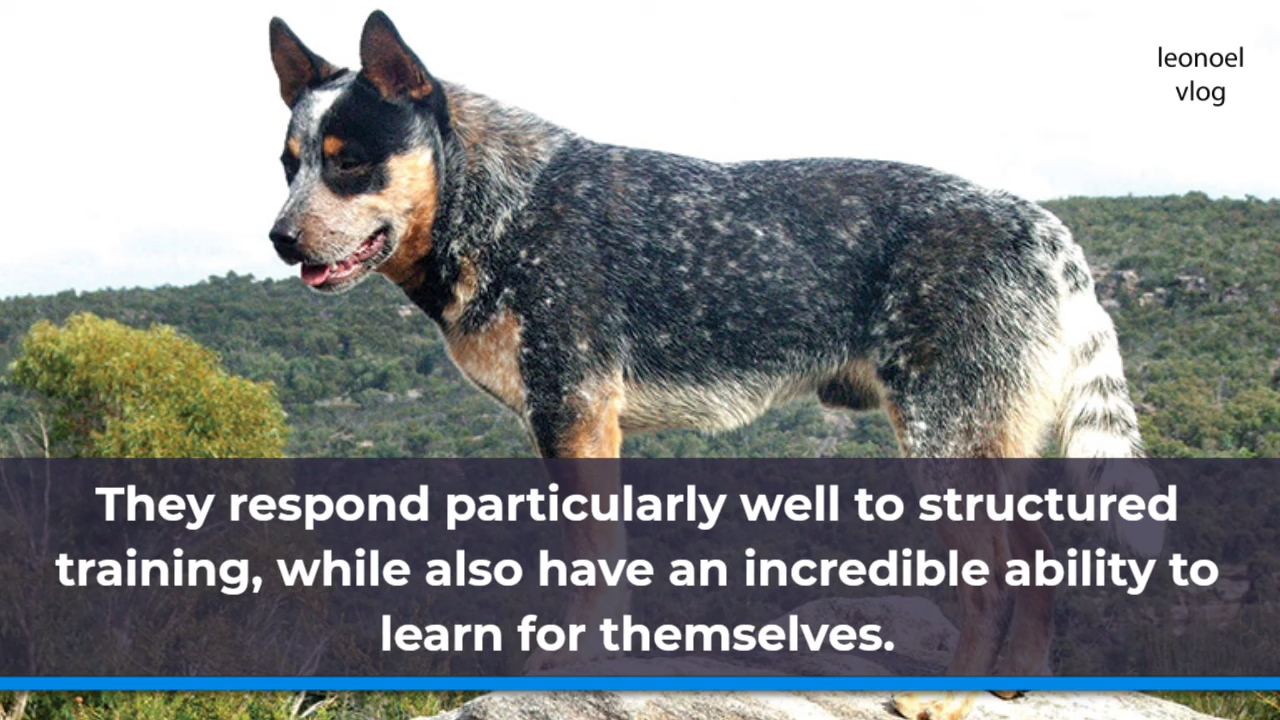 leonoel
vlog
They respond particularly well to structured
training, while also have an incredible ability to
learn for themselves.